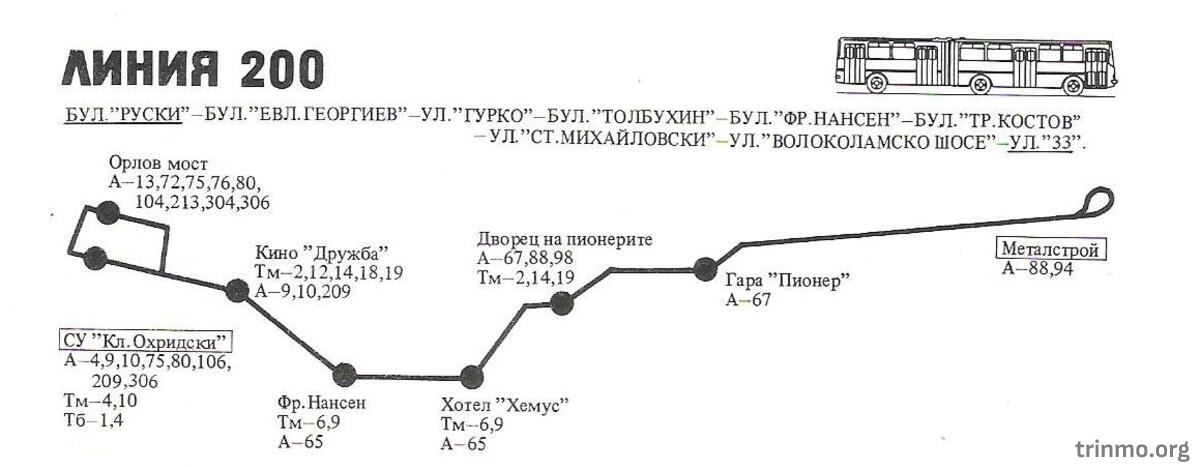 ЛИНИЯ 200
БУЛ."РУСКИ"–БУЛ."ЕВЛ.ГЕОРГИЕВ"–УЛ."ГУРКО"–БУЛ."ТОЛБУХИН"–БУЛ."ФР.НАНСЕН"–БУЛ."ТР.КОСТОВ"
–УЛ."СТ.МИХАЙЛОВСКИ"–УЛ."ВОЛОКОЛАМСКО ШОСЕ"–УЛ."33".
Орлов мост
А–13,72,75,76,80,
104,213,304,306
Кино "Дружба"
Тм–2,12,14,18,19
А–9,10,209
Дворец на пионерите
А–67,88,98
Тм–2,14,19
Гара "Пионер"
А–67
Металстрой
А–88,94
СУ "Кл.Охридски"
А–4,9,10,75,80,106,
209,306
Тм–4,10
Тб–1,4
Фр.Нансен
Тм–6,9
А–65
Хотел "Хемус"
Тм–6,9
А–65
trinmo.org